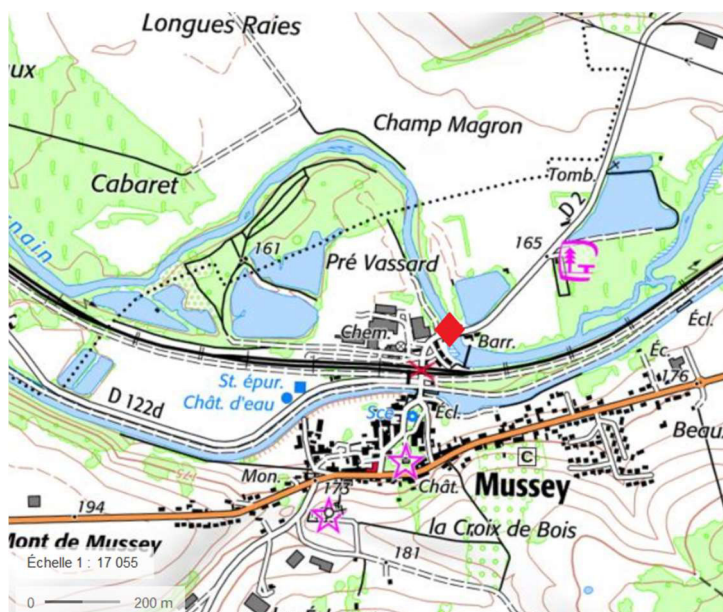 Longues Raies
ux
Champ Magron
Cabaret
Tomb.
D 2
nain
161
165
Pré Vassard
Chem.
Barr.
Écl.
St. épur.
Chât. d'eau
D 122d
Éc.
176
Sce
Écl.
175
Beau
Mon.
173
Chât.
Mussey
C
194
la Croix de Bois
Mont de Mussey
181
Échelle 1 : 17 055
0 200 m